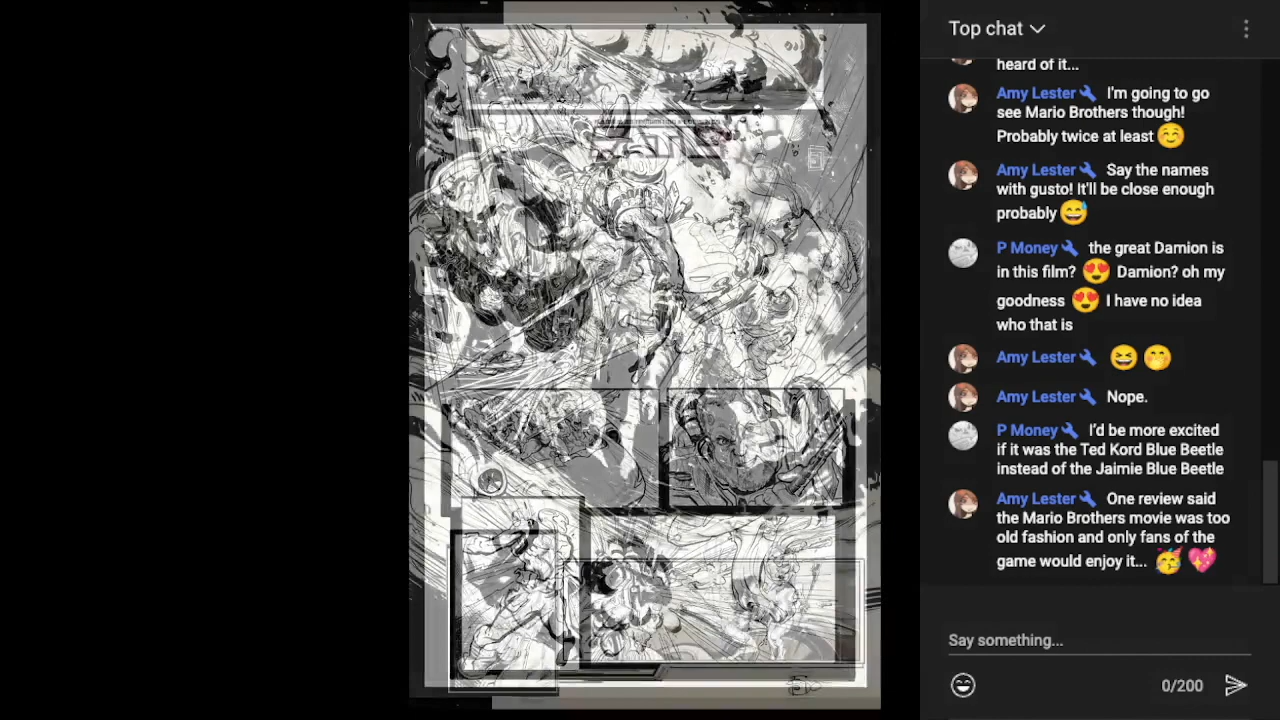 Top chat
heard of it...
Amy Lester I'm going to go
see Mario Brothers though!
Probably twice at least
Amy Lester Say the names
with gusto! It'll be close enough
probably
P Money the great Damion is
in this film? Damion? oh my
goodness I have no idea
who that is
Amy Lester
Amy Lester Nope.
P Money I'd be more excited
if it was the Ted Kord Blue Beetle
instead of the Jaimie Blue Beetle
Amy Lester One review said
the Mario Brothers movie was too
old fashion and only fans of the
game would enjoy it...
Say something...
0/200